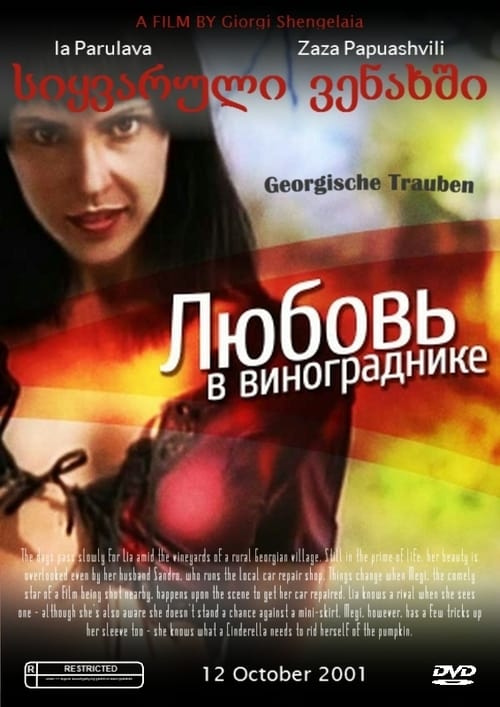 A FILM BY Giorgi Shengelaia
Ia Parulava Zaza Papuashvili
სიყვარული ვენახში
Georgische Trauben
Любовь
в винограднике
The days pass slowly for Lia amid the vineyards of a rural Georgian village. Still in the prime of life, her beauty is
overlooked even by her husband Sandro, who runs the local car repair shop. Things change when Megi, the comely
star of a film being shot nearby, happens upon the scene to get her car repaired. Lia knows a rival when she sees
one - although she's also aware she doesn't stand a chance against a mini-skirt. Megi, however, has a few tricks up
her sleeve too - she knows what a Cinderella needs to rid herself of the pumpkin.
R RESTRICTED
12 October 2001
DVD